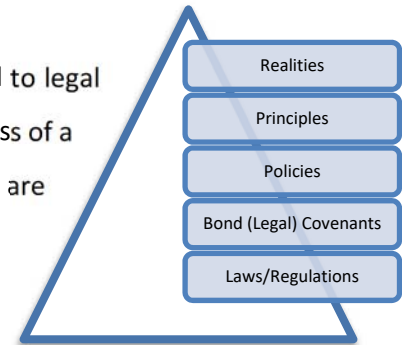 to legal
ss of a
are
Realities
Principles
Policies
Bond (Legal) Covenants
Laws/Regulations